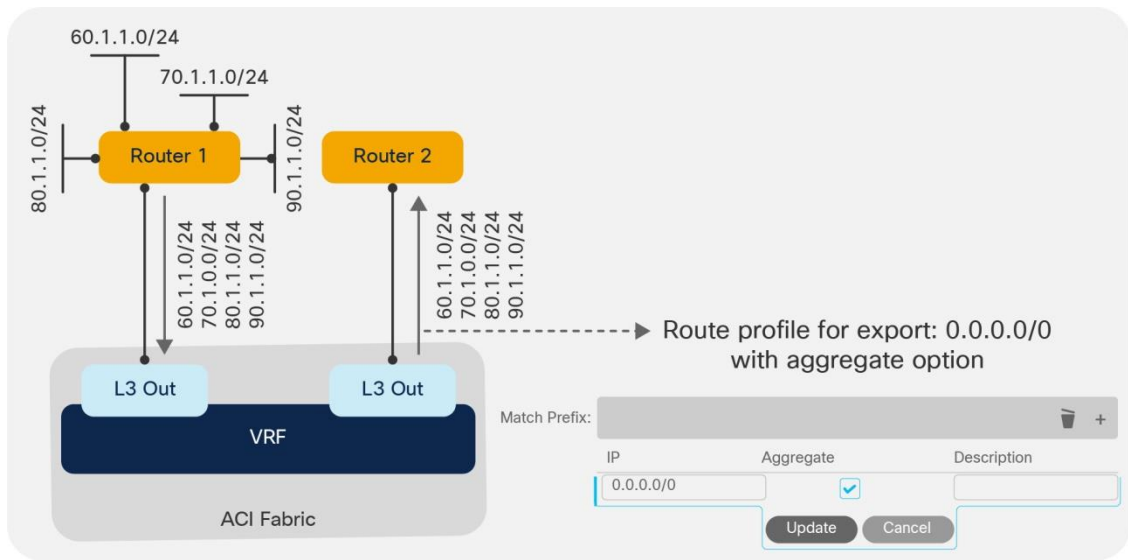 60.1.1.0/24
70.1.1.0/24
80.1.1.0/24
Router 1
90.1.1.0/24
Router 2
60.1.1.0/24
70.1.0.0/24
80.1.1.0/24
90.1.1.0/24
60.1.1.0/24
70.1.0.0/24
80.1.1.0/24
90.1.1.0/24
Route profile for export: 0.0.0.0/0
with aggregate option
L3 Out
L3 Out
VRF
ACI Fabric
Match Prefix:
+
IP Aggregate Description
0.0.0.0/0
Update Cancel